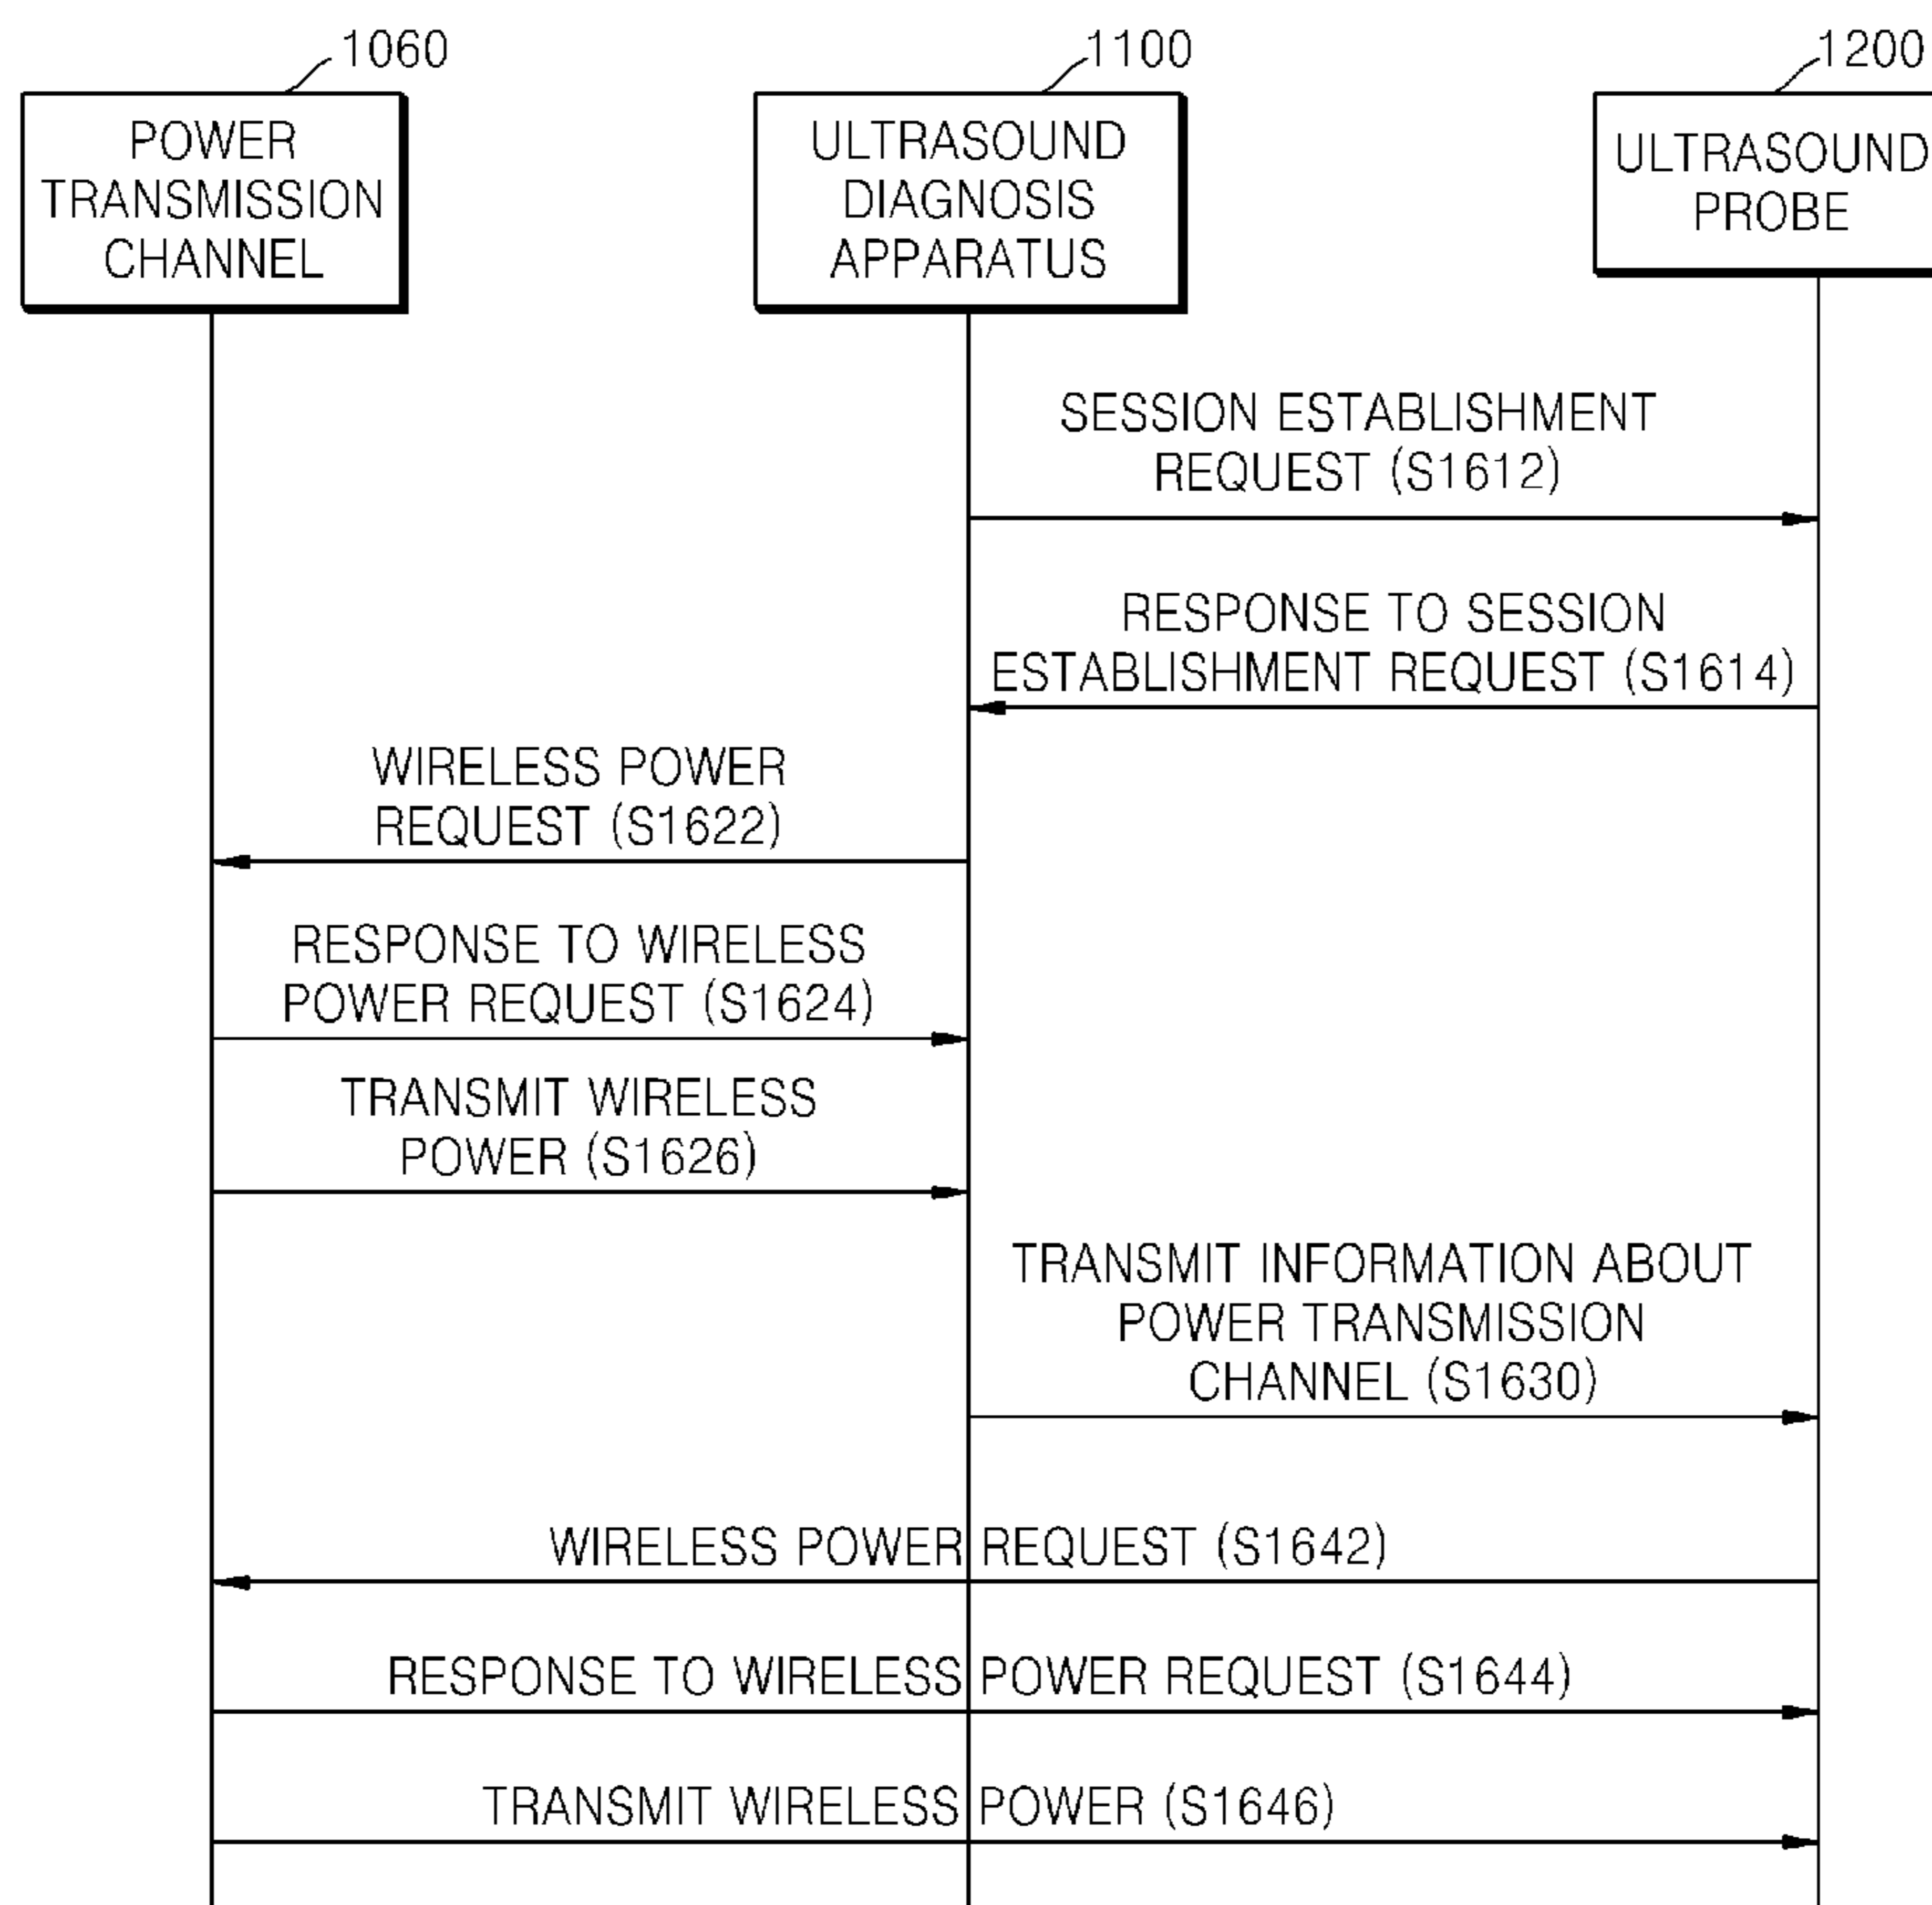 1060
1100
1200
POWER
TRANSMISSION
CHANNEL
ULTRASOUND
DIAGNOSIS
APPARATUS
ULTRASOUND
PROBE
SESSION ESTABLISHMENT
REQUEST (S1612)
RESPONSE TO SESSION
ESTABLISHMENT REQUEST (S1614)
WIRELESS POWER
REQUEST (S1622)
RESPONSE TO WIRELESS
POWER REQUEST (S1624)
TRANSMIT WIRELESS
POWER (S1626)
TRANSMIT INFORMATION ABOUT
POWER TRANSMISSION
CHANNEL (S1630)
WIRELESS POWER REQUEST (S1642)
RESPONSE TO WIRELESS POWER REQUEST (S1644)
TRANSMIT WIRELESS POWER (S1646)